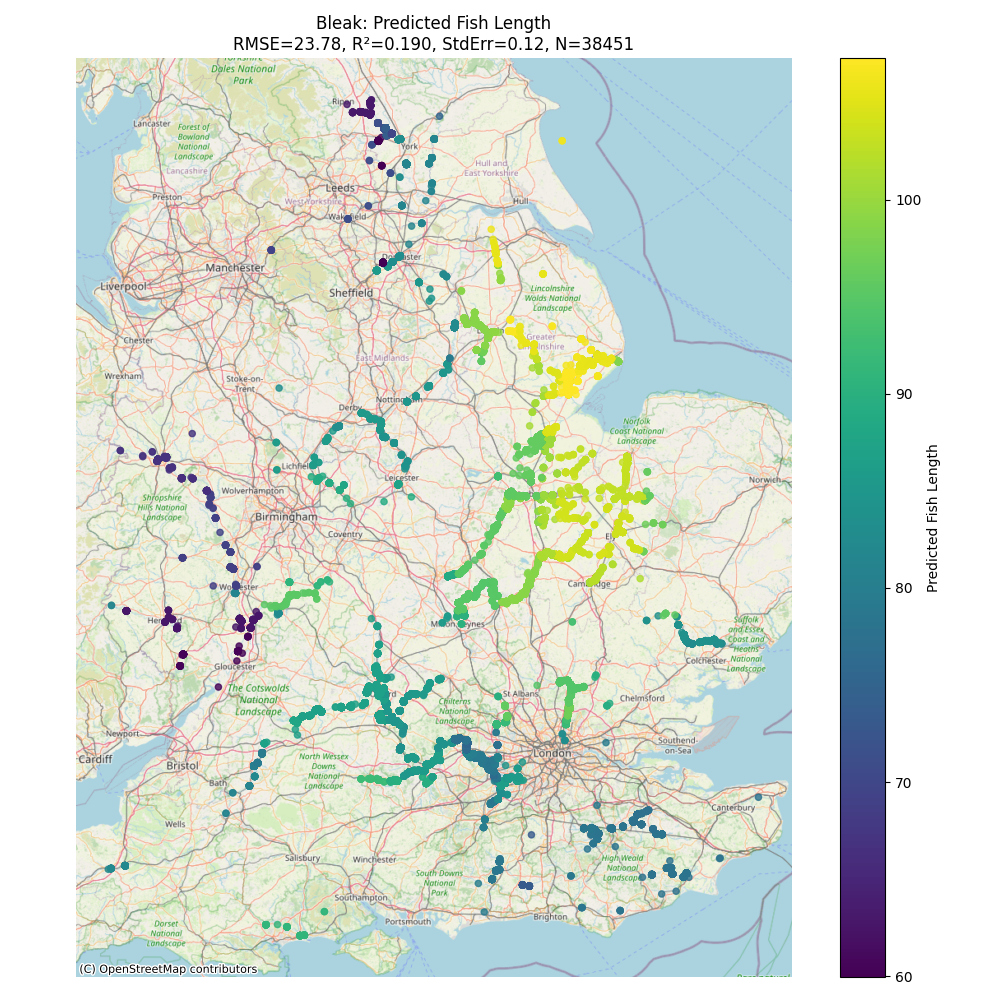 Bleak: Predicted Fish Length
RMSE=23.78, R²=0.190, StdErr=0.12, N=38451
Dales National
Park
Ripon
Lancaster
Forest of
Bowland
National
Landscape
York
Lancashire
Hull and
East Yorkshire
Leeds
Preston
West Yorkshire
Hull
Wakefield
Manchester
Doncaster
Liverpool
Sheffield
Lincolnshire
Wolds National
Landscape
Chester
East Midlands
Greater
Lincolnshire
Wrexham
Stoke-on-
Trent
Nottingham
Derby
Norfolk
Coast National
Landscape
Lichfield
Leicester
Norwich
Wolverhampton
Shropshire
Hills National
Landscape
Birmingham
Coventry
Ely
Worcester
Cambridge
Milton Keynes
Suffolk
and Essex
Coast and
Heaths
National
Landscape
Colchester
Gloucester
The Cotswolds
National
Landscape
St Albans
Chelmsford
Chilterns
National
Landscape
Newport
Southend-
on-Sea
London
Cardiff
Bristol
North Wessex
Downs
National
Landscape
Bath
Canterbury
Wells
Salisbury
Winchester
High Weald
National
Landscape
South Downs
National
Park
Southampton
Portsmouth
Brighton
Dorset
National
Landscape
(C) OpenStreetMap contributors
100
90
80
70
60
Predicted Fish Length